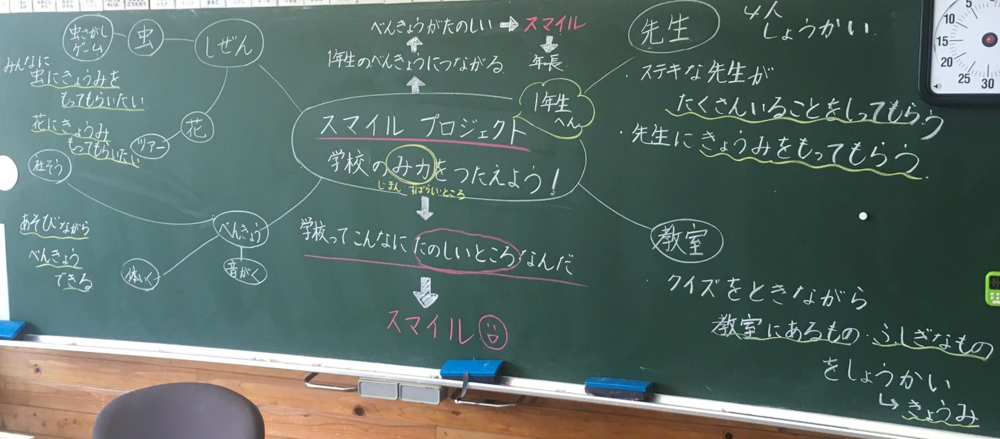 虫さがし
ゲーム
虫
しぜん
みんなに
虫にきょうみを
もってもらいたい
花にきょうみ
もってもらいたい
ツアー
花
べんきょうがたのしい ⇨ スマイル
1年生のべんきょうにつながる
年長
1年生
へん
スマイル プロジェクト
学校のみ力をつたえよう!
じまん すばらいところ
学校ってこんなにたのしいところなんだ
スマイル
そう
べんきょう
あそびながら
べんきょう
できる
体いく
音がく
先生
4人
しょうかい
・ステキな先生が
たくさんいることをしってもらう
・先生にきょうみをもってもらう
教室
・クイズをときながら
教室にあるもの・ふしぎなもの
をしょうかい
↳きょうみ
5
10
15
20
25
30